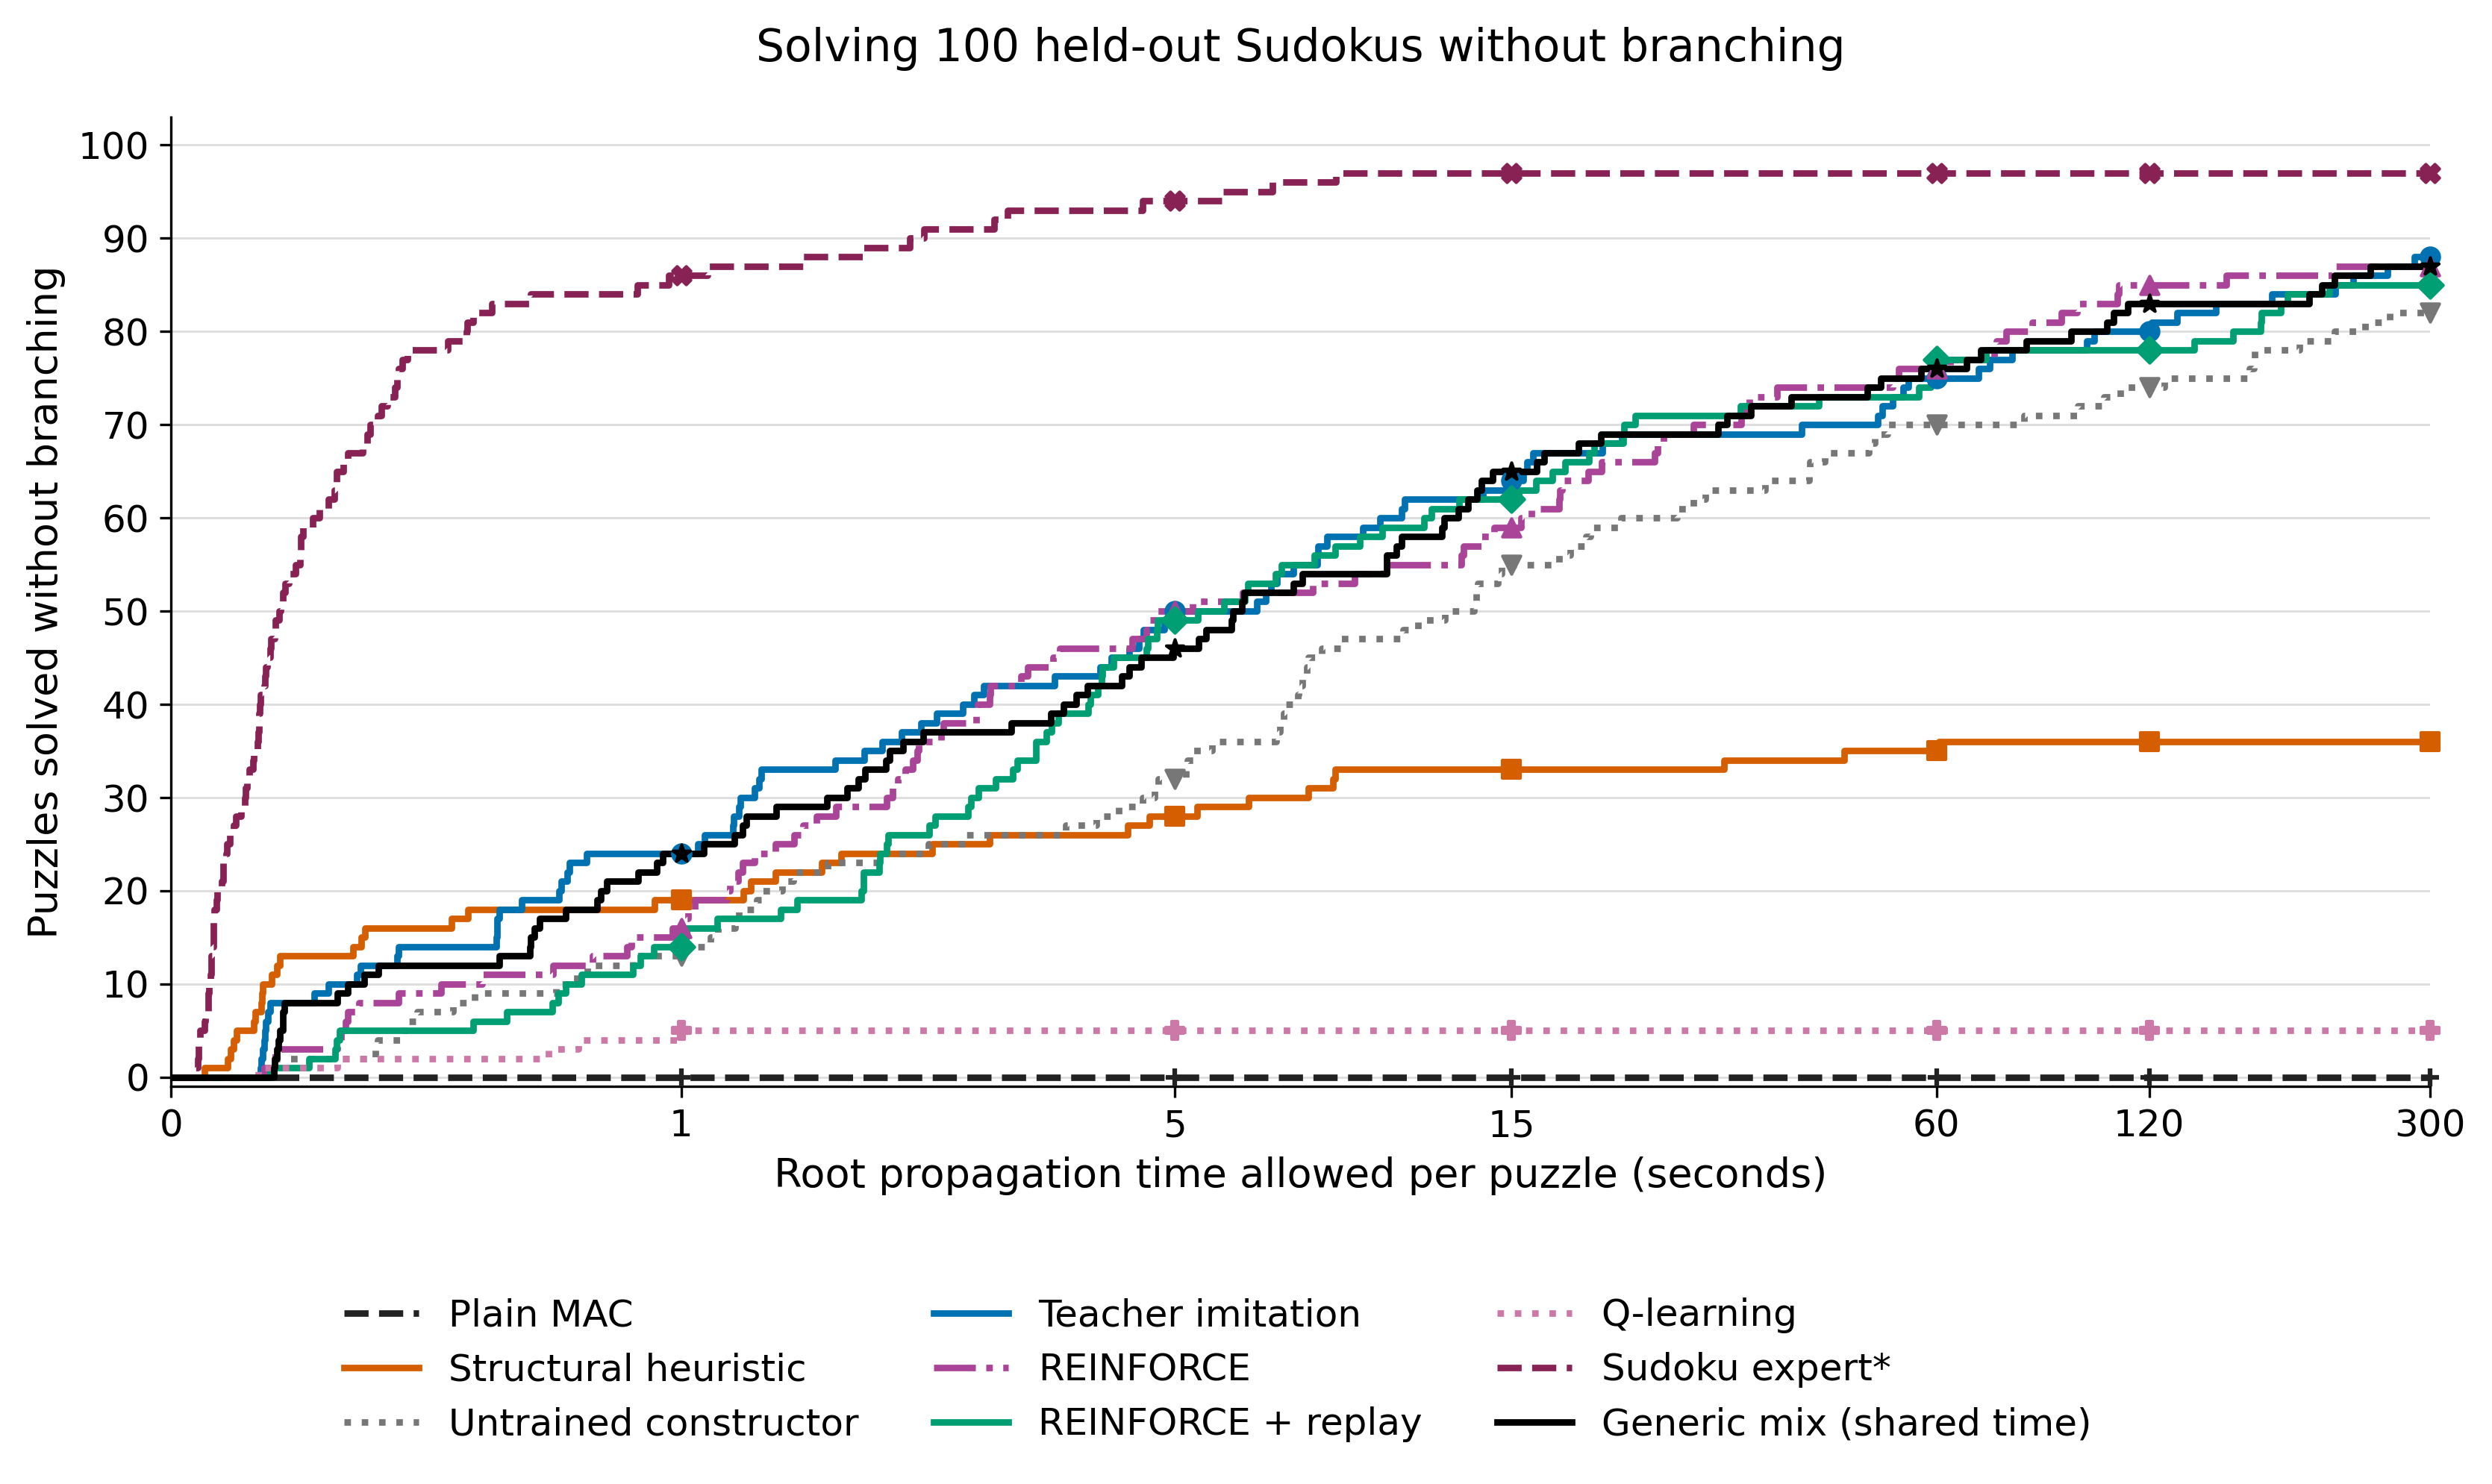 Solving 100 held-out Sudokus without branching
Puzzles solved without branching
100
90
80
70
60
50
40
30
20
10
0
0 1 5 15 60 120 300
Root propagation time allowed per puzzle (seconds)
Plain MAC
Structural heuristic
Untrained constructor
Teacher imitation
REINFORCE
REINFORCE + replay
Q-learning
Sudoku expert*
Generic mix (shared time)